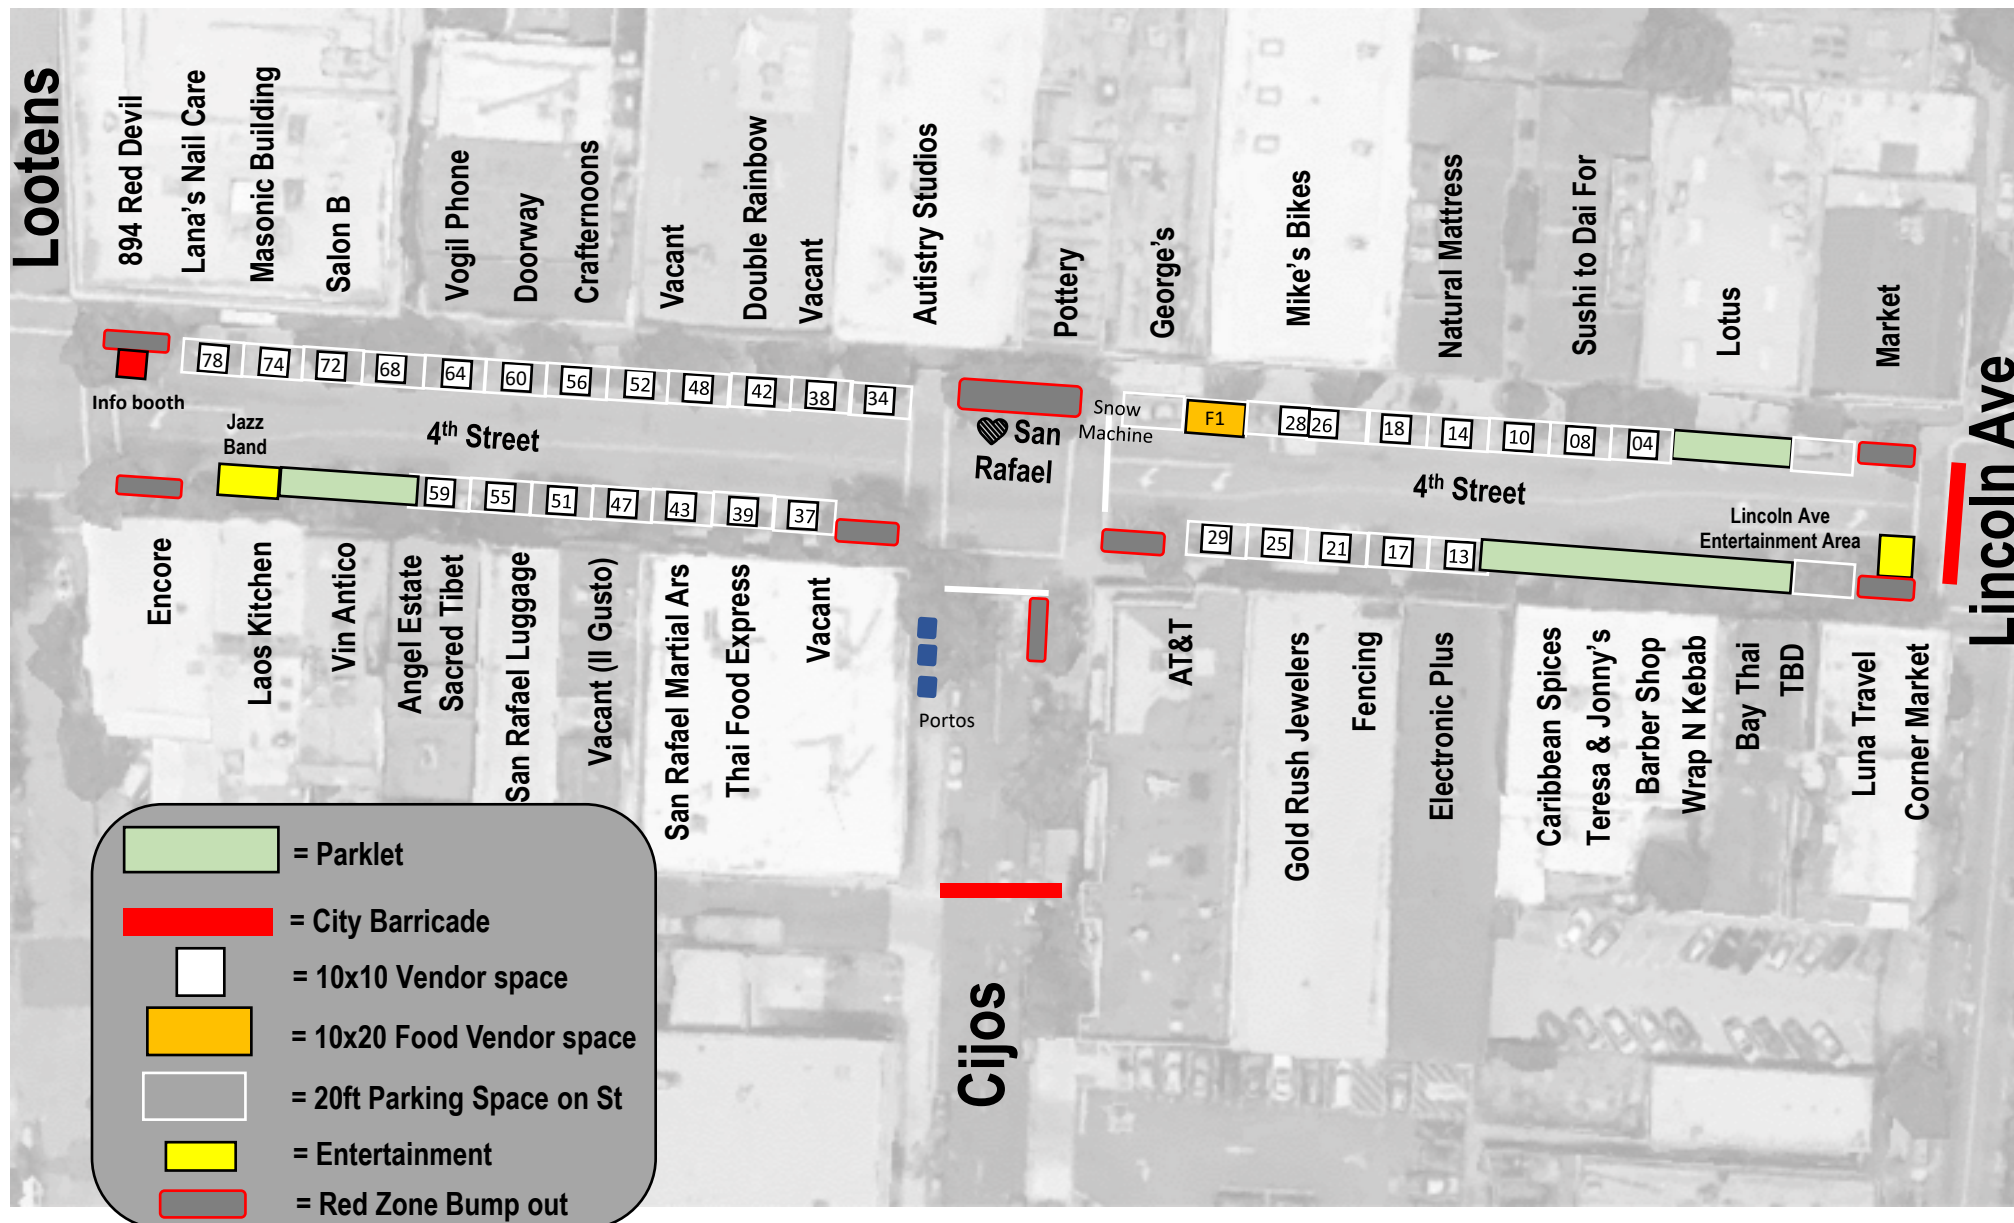 Lootens
894 Red Devil
Lana's Nail Care
Masonic Building
Salon B
Vogil Phone
Doorway
Crafternoons
Vacant
Double Rainbow
Vacant
Autistry Studios
Pottery
George's
Mike's Bikes
Natural Mattress
Sushi to Dai For
Lotus
Market
Lincoln Ave
78
74
72
68
64
60
56
52
48
42
38
34
Info booth
Jazz
Band
4th Street
San
Rafael
Snow
Machine
F1
28
26
18
14
10
08
04
4th Street
Lincoln Ave
Entertainment Area
59
55
51
47
43
39
37
29
25
21
17
13
Encore
Laos Kitchen
Vin Antico
Angel Estate
Sacred Tibet
San Rafael Luggage
Vacant (Il Gusto)
San Rafael Martial Ars
Thai Food Express
Vacant
Portos
AT&T
Gold Rush Jewelers
Fencing
Electronic Plus
Caribbean Spices
Teresa & Jonny's
Barber Shop
Wrap N Kebab
Bay Thai
TBD
Luna Travel
Corner Market
Cijos
= Parklet
= City Barricade
= 10x10 Vendor space
= 10x20 Food Vendor space
= 20ft Parking Space on St
= Entertainment
= Red Zone Bump out